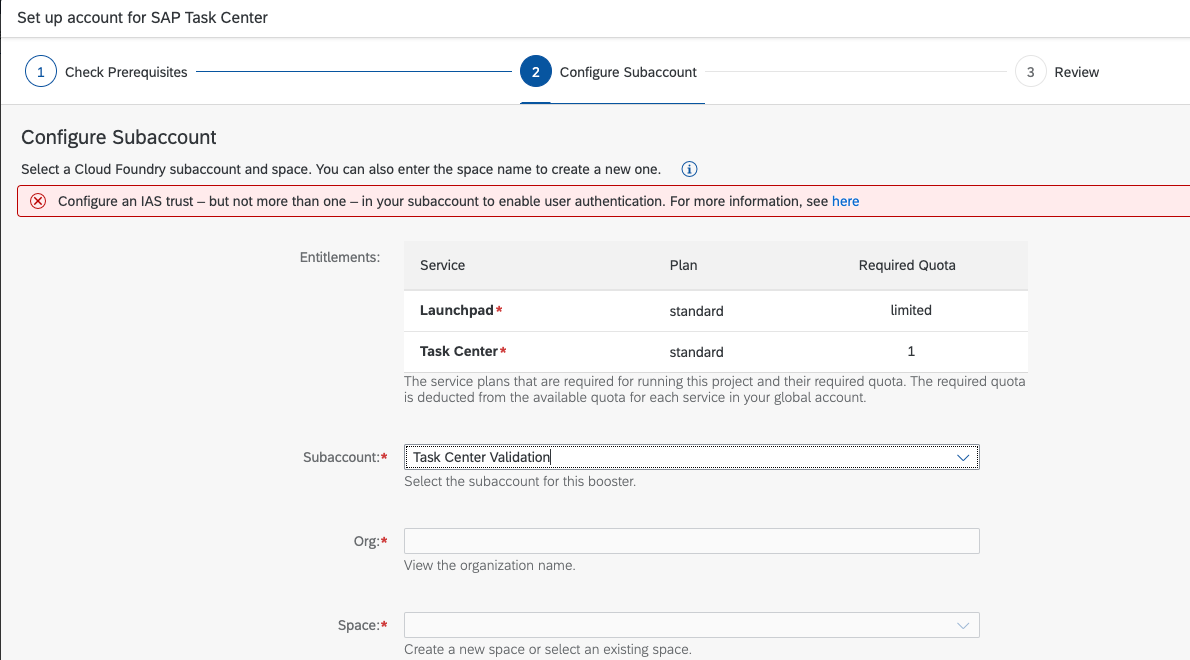 Set up account for SAP Task Center
1 Check Prerequisites 2 Configure Subaccount 3 Review
Configure Subaccount
Select a Cloud Foundry subaccount and space. You can also enter the space name to create a new one.
Configure an IAS trust – but not more than one – in your subaccount to enable user authentication. For more information, see here
Entitlements:
Service Plan Required Quota
Launchpad* standard limited
Task Center* standard 1
The service plans that are required for running this project and their required quota. The required quota
is deducted from the available quota for each service in your global account.
Subaccount:* Task Center Validation
Select the subaccount for this booster.
Org:*
View the organization name.
Space:*
Create a new space or select an existing space.